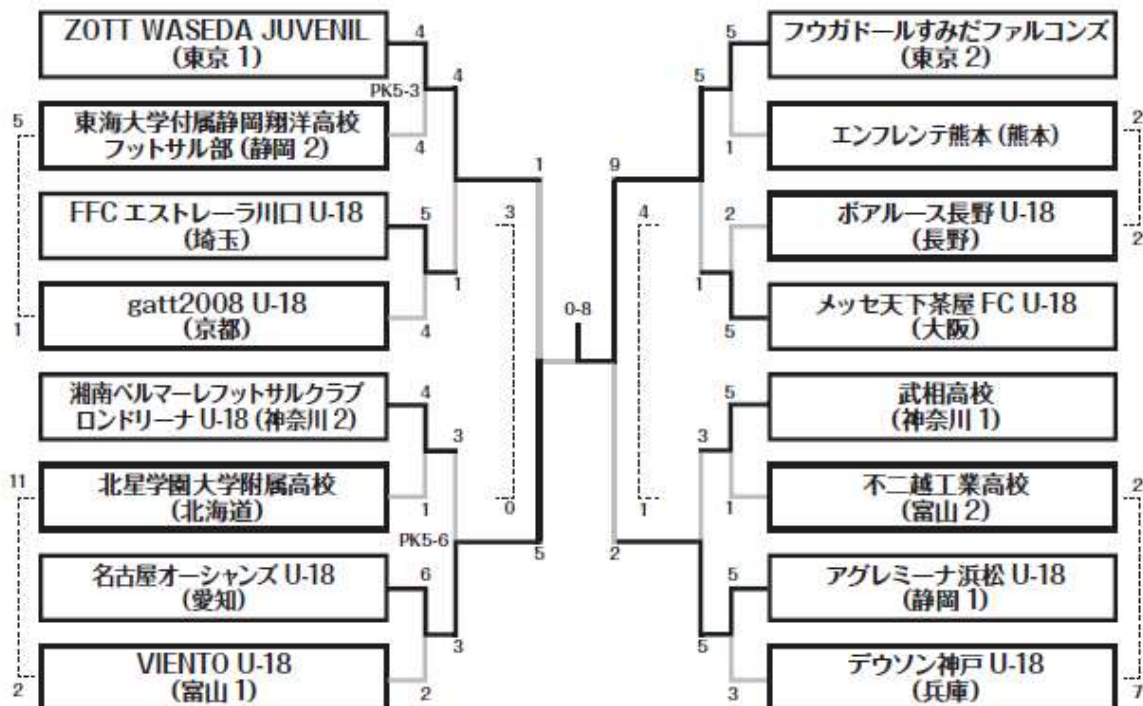 ZOTT WASEDA JUVENIL
(東京 1)
4
PK5-3
4
5
東海大学付属静岡翔洋高校
フットサル部 (静岡 2)
4
1
FFC エストレーラ川口 U-18
(埼玉)
5
3
1
gatt2008 U-18
(京都)
4
1
湘南ベルマーレフットサルクラブ
ロンドリーナ U-18 (神奈川 2)
4
3
11
北星学園大学附属高校
(北海道)
1
0
PK5-6
5
名古屋オーシャンズ U-18
(愛知)
6
3
VIENTO U-18
(富山 1)
2
2
0-8
フウガドールすみだファルコンズ
(東京 2)
5
5
エンフレンテ熊本 (熊本)
1
2
9
ボアルース長野 U-18
(長野)
2
2
4
メッセ天下茶屋 FC U-18
(大阪)
5
1
武相高校
(神奈川 1)
5
3
不二越工業高校
(富山 2)
1
2
1
2
アグレミーナ浜松 U-18
(静岡 1)
5
5
デウソン神戸 U-18
(兵庫)
3
7